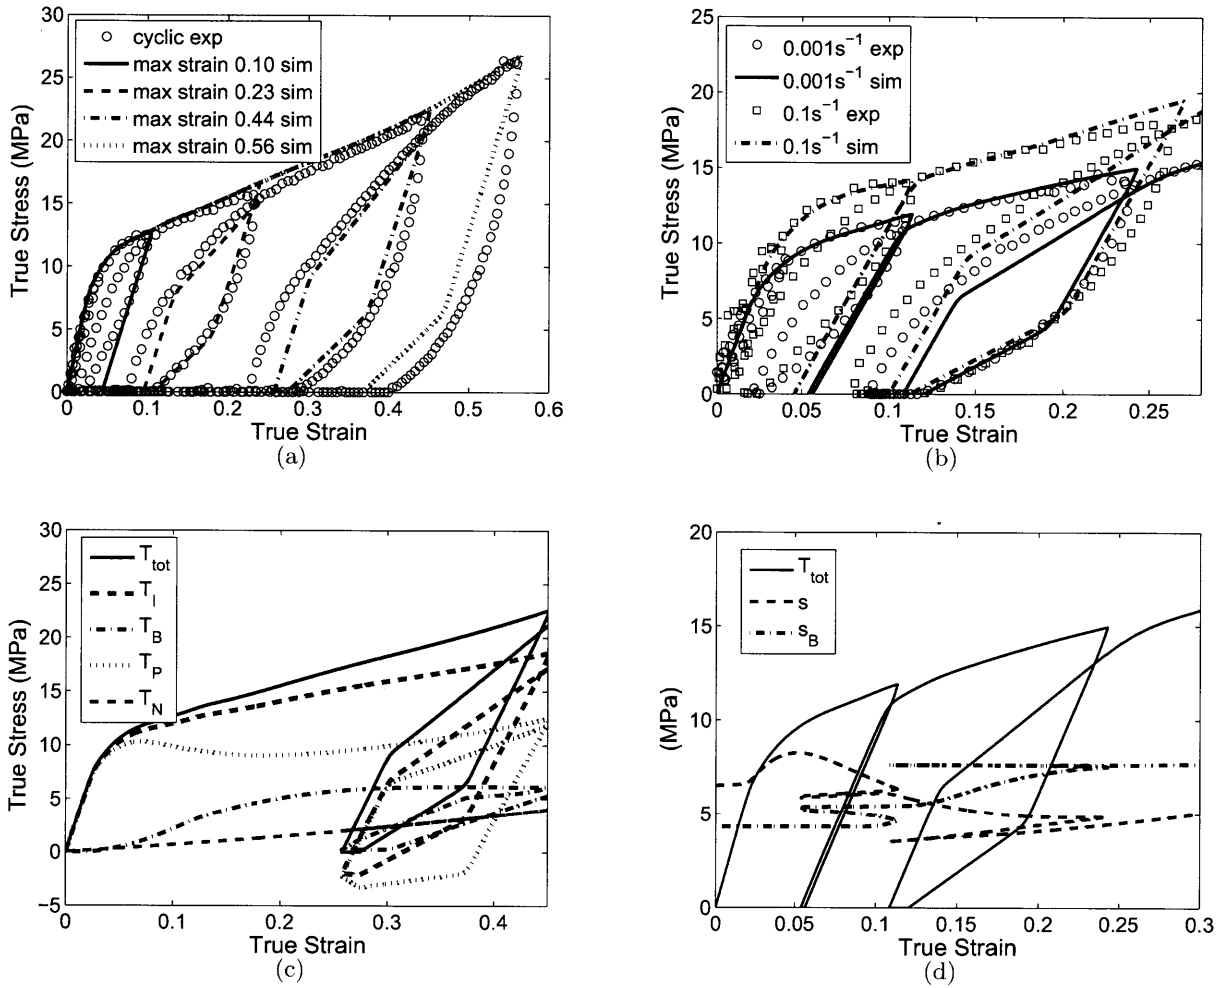 30
25
20
15
10
5
0
0
0.1
0.2
0.3
0.4
0.5
0.6
True Stress (MPa)
True Strain
cyclic exp
max strain 0.10 sim
max strain 0.23 sim
max strain 0.44 sim
max strain 0.56 sim
(a)
25
20
15
10
5
0
0
0.05
0.1
0.15
0.2
0.25
True Stress (MPa)
True Strain
0.001s⁻¹ exp
0.001s⁻¹ sim
0.1s⁻¹ exp
0.1s⁻¹ sim
(b)
30
25
20
15
10
5
0
−5
0
0.1
0.2
0.3
0.4
True Stress (MPa)
True Strain
T_tot
T_I
T_B
T_P
T_N
(c)
20
15
10
5
0
0
0.05
0.1
0.15
0.2
0.25
0.3
(MPa)
True Strain
T_tot
s
s_B
(d)